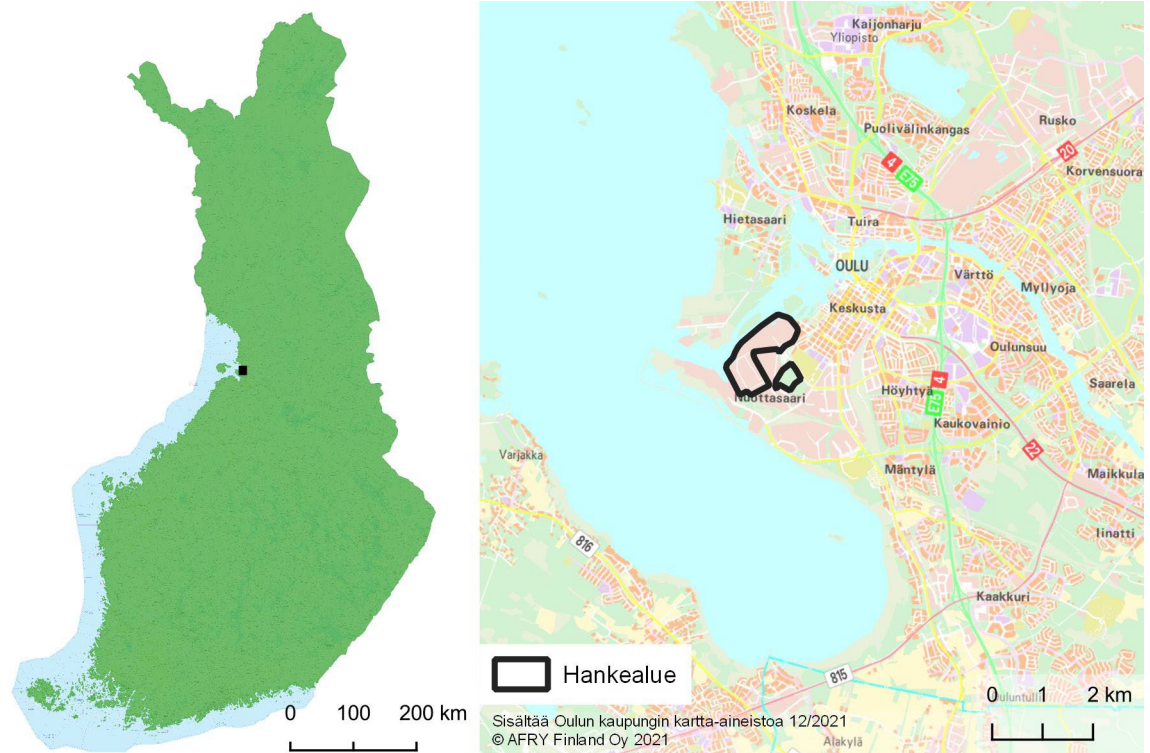 0 100 200 km
Kaijonharju
Yliopisto
Koskela
Rusko
Puolivälinkangas
20
4
E75
Korvensuora
Hietasaari
Tuira
OULU
Värttö
Myllyoja
Keskusta
Oulunsuu
4
E75
Saarela
Höyhtyä
Nuottasaari
Kaukovainio
22
Varjakka
Mäntylä
Maikkula
816
Iinatti
Kaakkuri
Hankealue
815
0 1 2 km
Ouluntulli
Sisältää Oulun kaupungin kartta-aineistoa 12/2021
© AFRY Finland Oy 2021
Alakylä